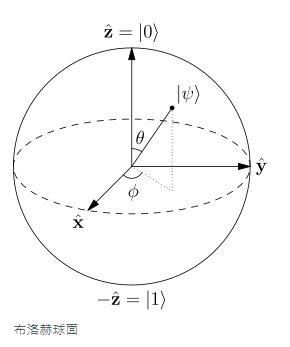 ẑ = |0⟩
|ψ⟩
θ
ŷ
ϕ
x̂
−ẑ = |1⟩
布洛赫球面